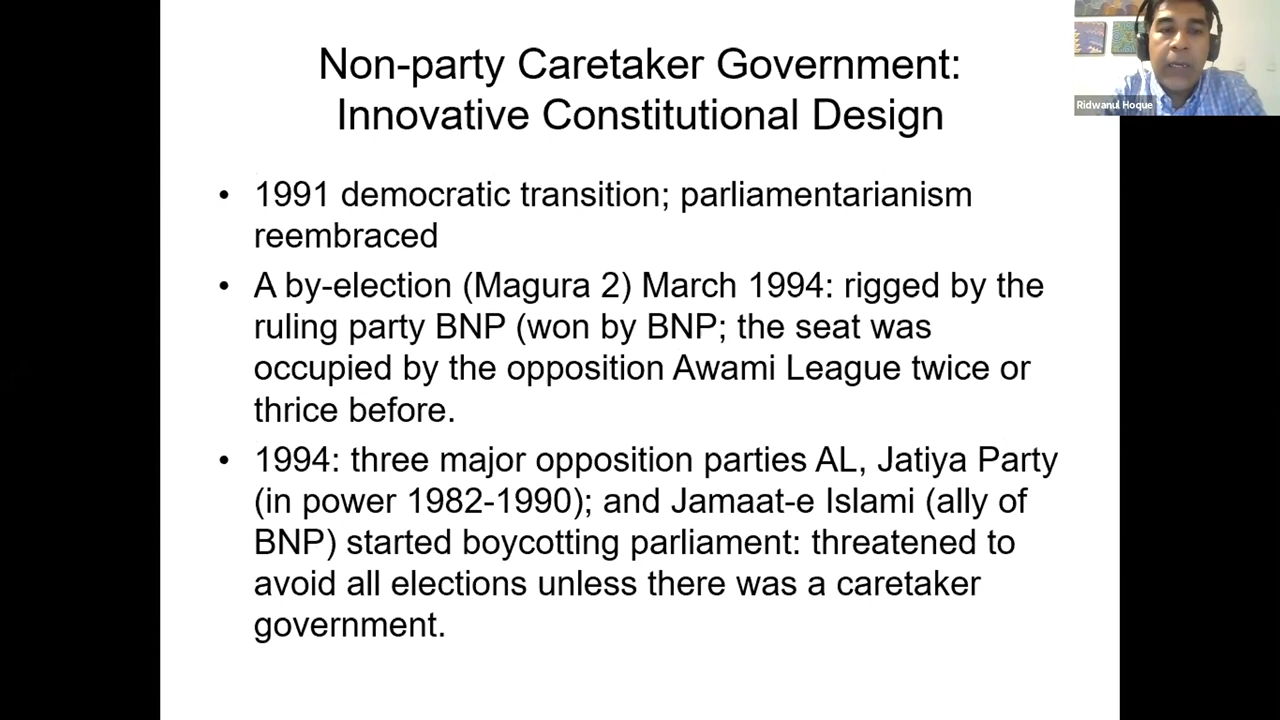 Non-party Caretaker Government:
Innovative Constitutional Design
Ridwanul Hoque
• 1991 democratic transition; parliamentarianism
reembraced
• A by-election (Magura 2) March 1994: rigged by the
ruling party BNP (won by BNP; the seat was
occupied by the opposition Awami League twice or
thrice before.
• 1994: three major opposition parties AL, Jatiya Party
(in power 1982-1990); and Jamaat-e Islami (ally of
BNP) started boycotting parliament: threatened to
avoid all elections unless there was a caretaker
government.